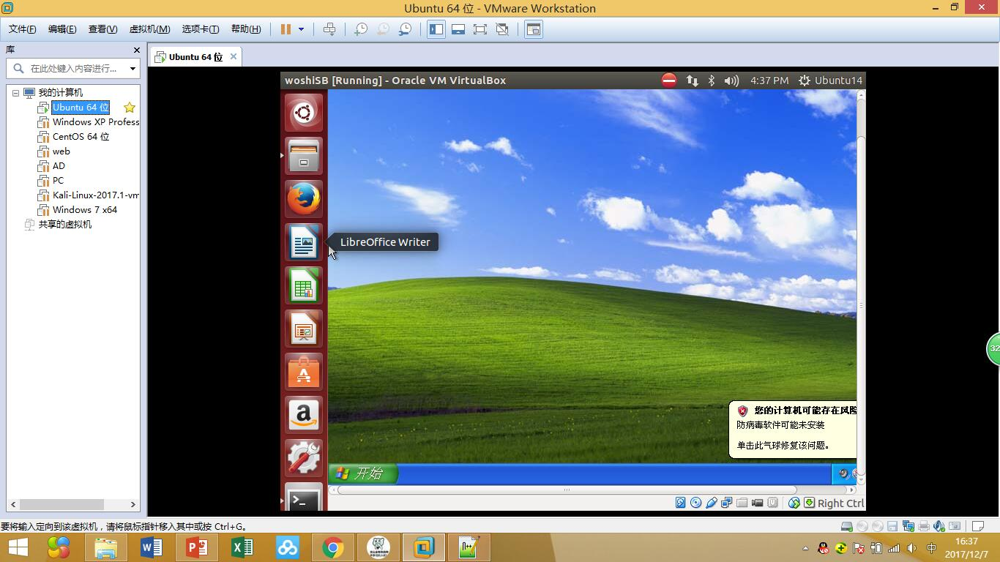 Ubuntu 64 位 - VMware Workstation
文件(F) 编辑(E) 查看(V) 虚拟机(M) 选项卡(T) 帮助(H)
库
在此处键入内容进行...
我的计算机
Ubuntu 64 位
Windows XP Profess
CentOS 64 位
web
AD
PC
Kali-Linux-2017.1-vm
Windows 7 x64
共享的虚拟机
Ubuntu 64 位
woshiSB [Running] - Oracle VM VirtualBox
4:37 PM
Ubuntu14
LibreOffice Writer
您的计算机可能存在风险
防病毒软件可能未安装
单击此气球修复该问题。
开始
Right Ctrl
32
要将输入定向到该虚拟机，请将鼠标指针移入其中或按 Ctrl+G。
中
16:37
2017/12/7